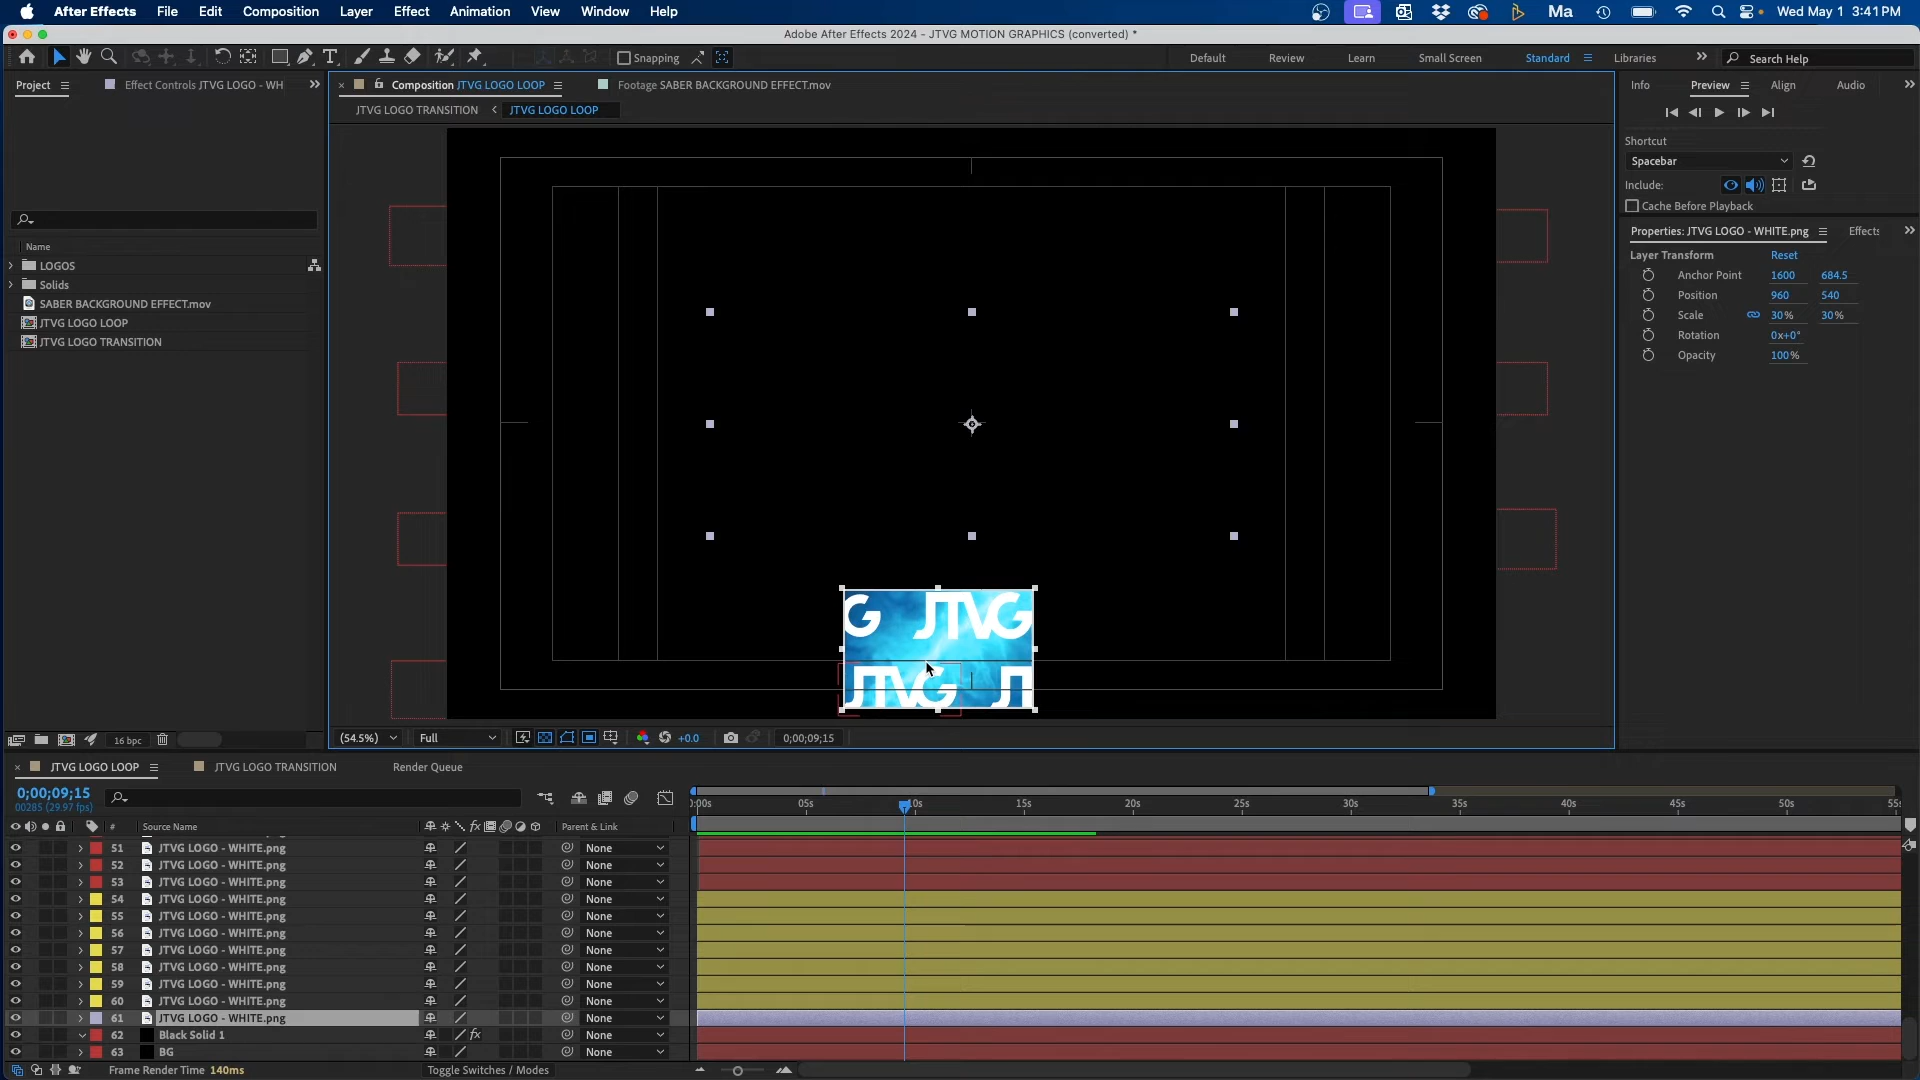 After Effects File Edit Composition Layer Effect Animation View Window Help
Ma Wed May 1 3:41 PM
Adobe After Effects 2024 - JTVG MOTION GRAPHICS (converted) *
Snapping
Default Review Learn Small Screen Standard Libraries Search Help
Project Effect Controls JTVG LOGO - WH
Composition JTVG LOGO LOOP Footage SABER BACKGROUND EFFECT.mov
JTVG LOGO TRANSITION JTVG LOGO LOOP
Info Preview Align Audio
Shortcut
Spacebar
Include:
Cache Before Playback
Properties: JTVG LOGO - WHITE.png Effects
Layer Transform Reset
Anchor Point 1600 684.5
Position 960 540
Scale 30% 30%
Rotation 0x+0°
Opacity 100%
Name
LOGOS
Solids
SABER BACKGROUND EFFECT.mov
JTVG LOGO LOOP
JTVG LOGO TRANSITION
G JTVG
JTVG JT
16 bpc
(54.5%) Full +0.0 0;00;09;15
JTVG LOGO LOOP JTVG LOGO TRANSITION Render Queue
0;00;09;15
00285 (29.97 fps)
05s 10s 15s 20s 25s 30s 35s 40s 45s 50s 55s
# Source Name fx Parent & Link
51 JTVG LOGO - WHITE.png None
52 JTVG LOGO - WHITE.png None
53 JTVG LOGO - WHITE.png None
54 JTVG LOGO - WHITE.png None
55 JTVG LOGO - WHITE.png None
56 JTVG LOGO - WHITE.png None
57 JTVG LOGO - WHITE.png None
58 JTVG LOGO - WHITE.png None
59 JTVG LOGO - WHITE.png None
60 JTVG LOGO - WHITE.png None
61 JTVG LOGO - WHITE.png None
62 Black Solid 1 fx None
63 BG None
Frame Render Time 140ms Toggle Switches / Modes